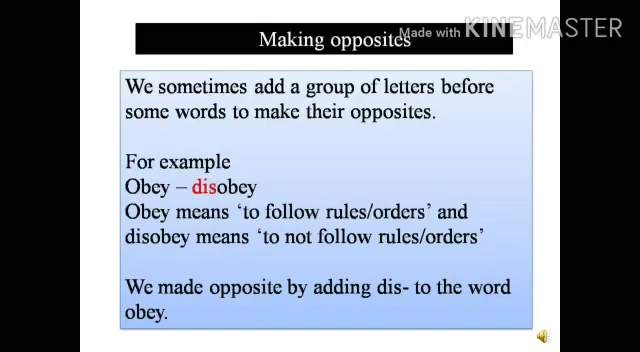 Making opposites
Made with KINEMASTER
We sometimes add a group of letters before
some words to make their opposites.
For example
Obey – disobey
Obey means ‘to follow rules/orders’ and
disobey means ‘to not follow rules/orders’
We made opposite by adding dis- to the word
obey.